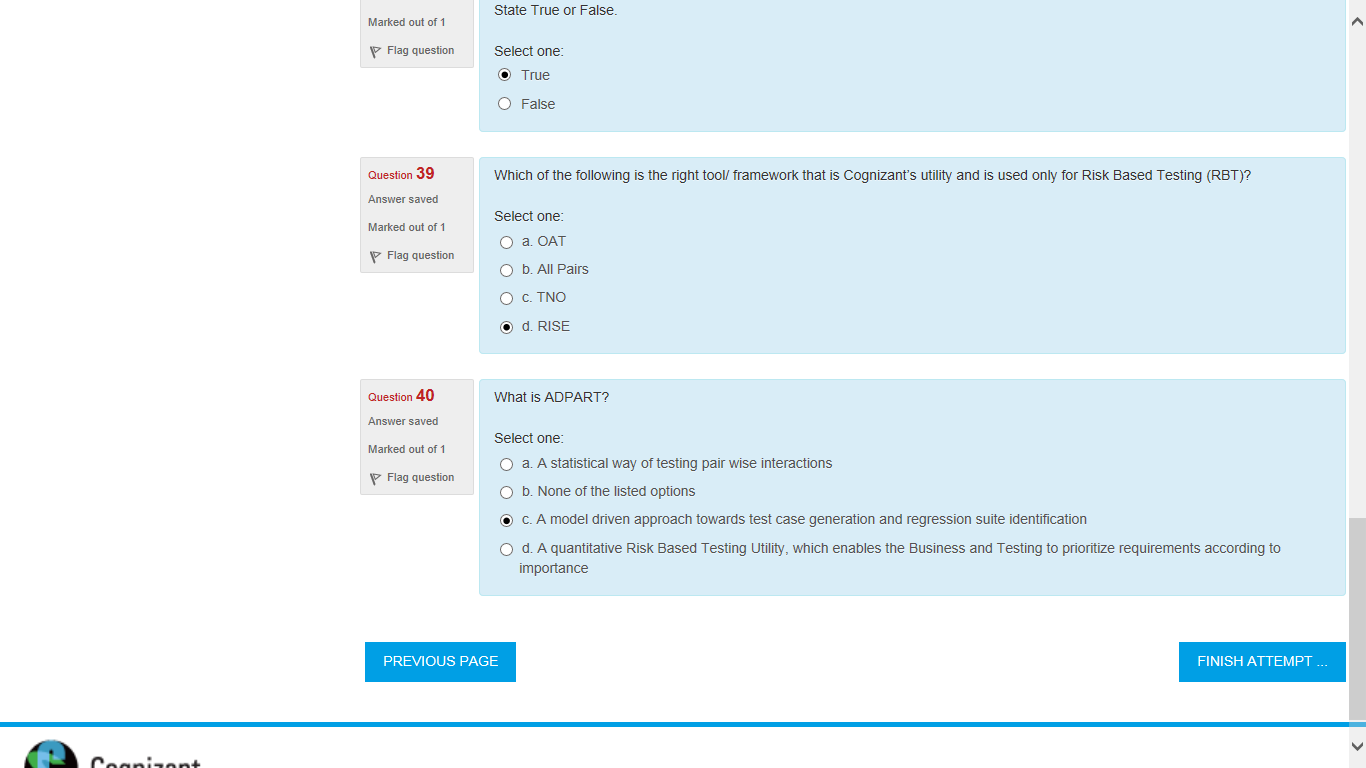 State True or False.
Marked out of 1
Flag question
Select one:
True
False
Question 39
Answer saved
Marked out of 1
Flag question
Which of the following is the right tool/ framework that is Cognizant's utility and is used only for Risk Based Testing (RBT)?
Select one:
a. OAT
b. All Pairs
c. TNO
d. RISE
Question 40
Answer saved
Marked out of 1
Flag question
What is ADPART?
Select one:
a. A statistical way of testing pair wise interactions
b. None of the listed options
c. A model driven approach towards test case generation and regression suite identification
d. A quantitative Risk Based Testing Utility, which enables the Business and Testing to prioritize requirements according to
importance
PREVIOUS PAGE
FINISH ATTEMPT ...
Cognizant